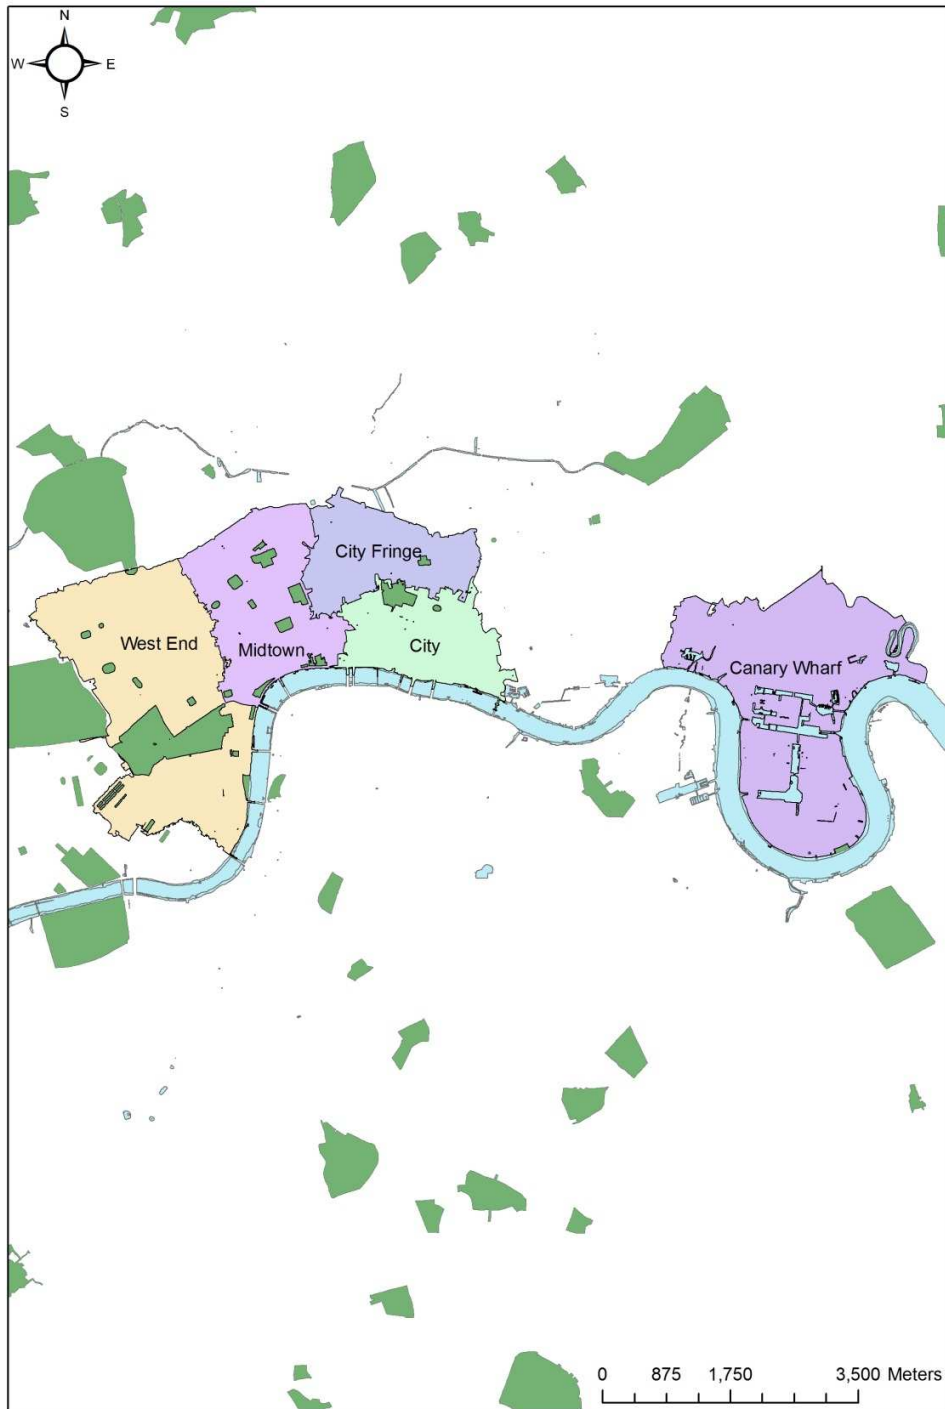 N
W E
S
City Fringe
West End
Midtown
City
Canary Wharf
0 875 1,750 3,500 Meters